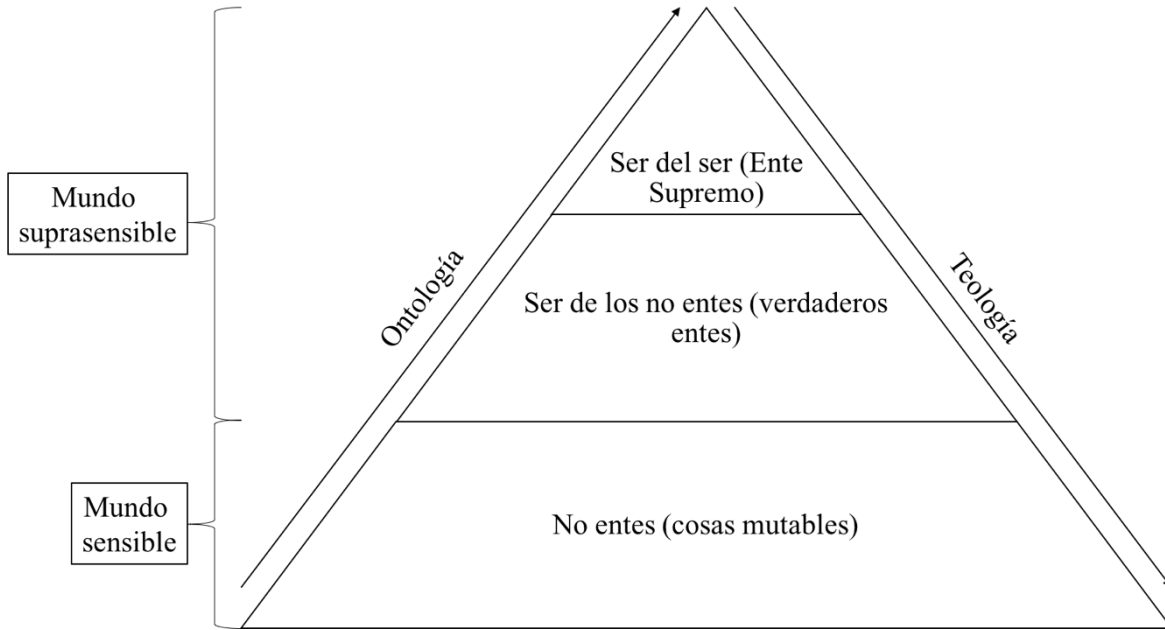 Ser del ser (Ente
Supremo)
Mundo
suprasensible
Ontología
Teología
Ser de los no entes (verdaderos
entes)
Mundo
sensible
No entes (cosas mutables)